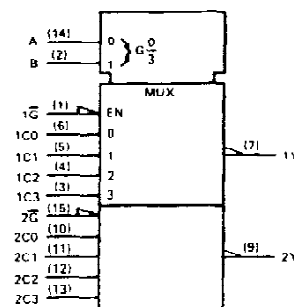 A (14) 0 } G 0/3
B (2) 1
MUX
1G̅ (1) EN
1C0 (6) 0
1C1 (5) 1 (7) 1Y
1C2 (4) 2
1C3 (3) 3
2G̅ (15)
2C0 (10)
2C1 (11) (9) 2Y
2C2 (12)
2C3 (13)